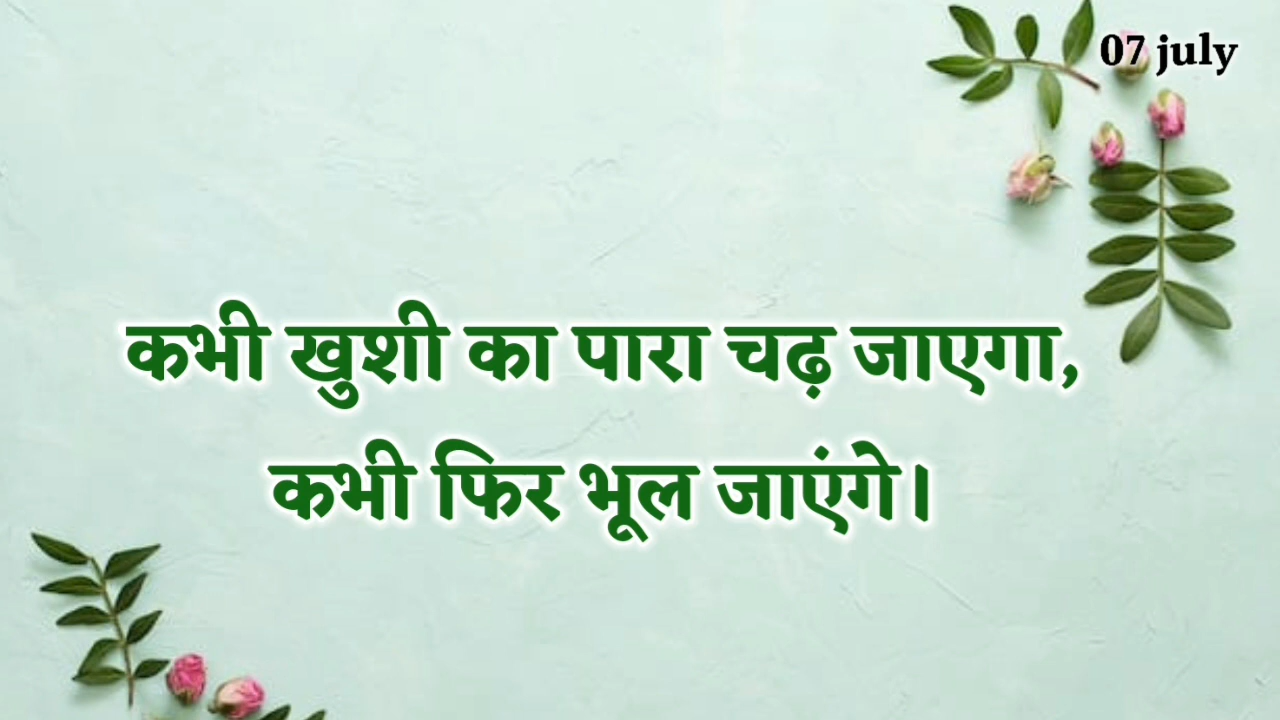 07 july
कभी खुशी का पारा चढ़ जाएगा,
कभी फिर भूल जाएंगे।